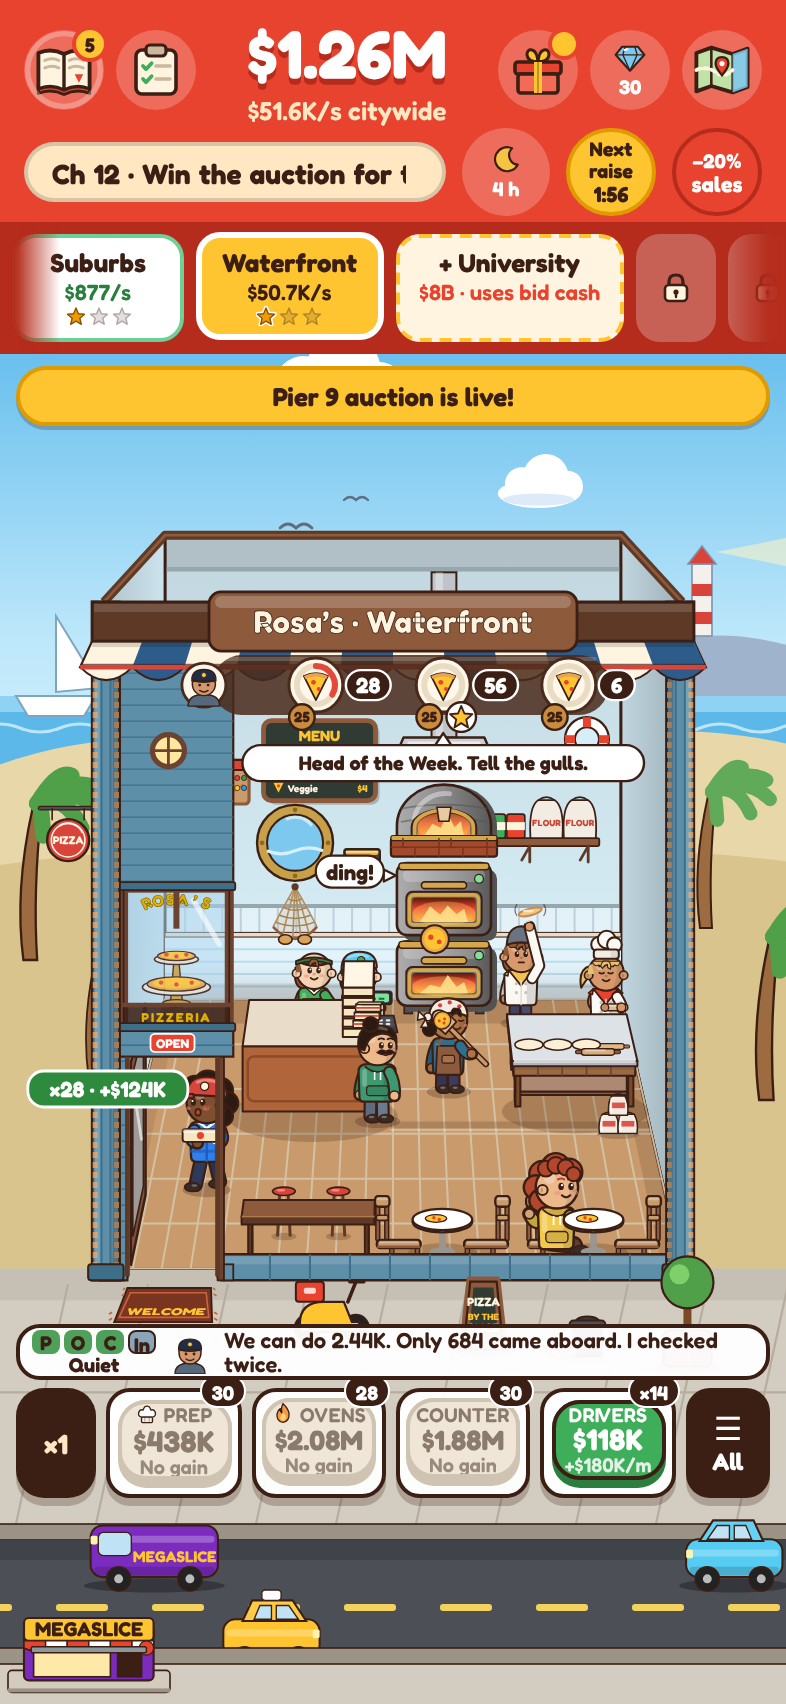 5
$1.26M
$51.6K/s citywide
30
Ch 12 · Win the auction for
4 h
Next
raise
1:56
−20%
sales
Suburbs
$877/s
Waterfront
$50.7K/s
+ University
$8B · uses bid cash
Pier 9 auction is live!
Rosa's · Waterfront
28
56
6
25
25
25
MENU
Head of the Week. Tell the gulls.
Veggie $4
FLOUR
FLOUR
PIZZA
ding!
ROSA'S
PIZZERIA
OPEN
×28 · +$124K
WELCOME
PIZZA
BY THE
P O C In
Quiet
We can do 2.44K. Only 684 came aboard. I checked
twice.
×1
30
PREP
$438K
No gain
28
OVENS
$2.08M
No gain
30
COUNTER
$1.88M
No gain
×14
DRIVERS
$118K
+$180K/m
All
MEGASLICE
MEGASLICE